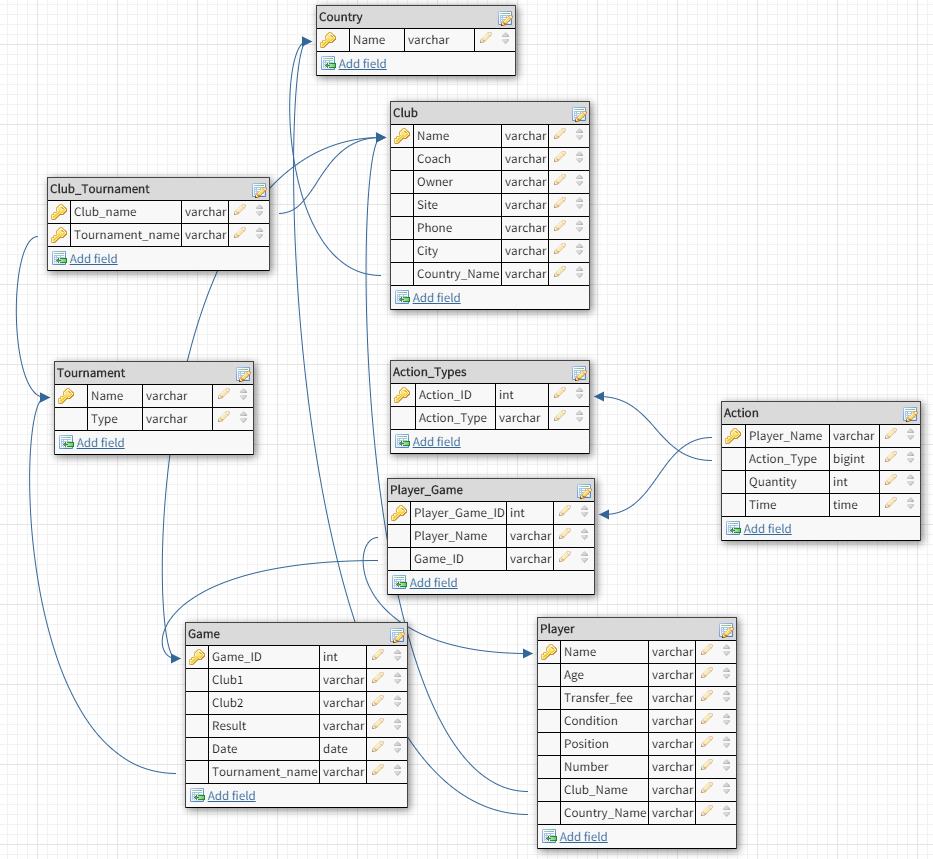 Country
Name varchar
Add field
Club
Name varchar
Coach varchar
Owner varchar
Site varchar
Phone varchar
City varchar
Country_Name varchar
Add field
Club_Tournament
Club_name varchar
Tournament_name varchar
Add field
Tournament
Name varchar
Type varchar
Add field
Action_Types
Action_ID int
Action_Type varchar
Add field
Action
Player_Name varchar
Action_Type bigint
Quantity int
Time time
Add field
Player_Game
Player_Game_ID int
Player_Name varchar
Game_ID varchar
Add field
Game
Game_ID int
Club1 varchar
Club2 varchar
Result varchar
Date date
Tournament_name varchar
Add field
Player
Name varchar
Age varchar
Transfer_fee varchar
Condition varchar
Position varchar
Number varchar
Club_Name varchar
Country_Name varchar
Add field